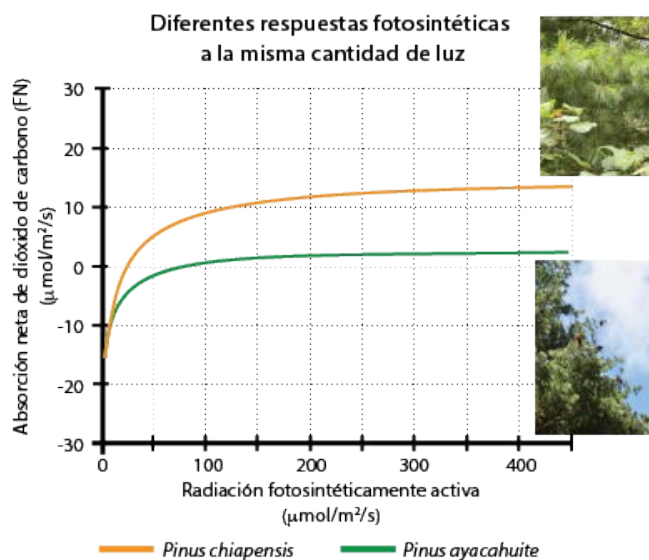 Diferentes respuestas fotosintéticas
a la misma cantidad de luz
Absorción neta de dióxido de carbono (FN)
(μmol/m²/s)
30
20
10
0
-10
-20
-30
0
100
200
300
400
Radiación fotosintéticamente activa
(μmol/m²/s)
Pinus chiapensis
Pinus ayacahuite